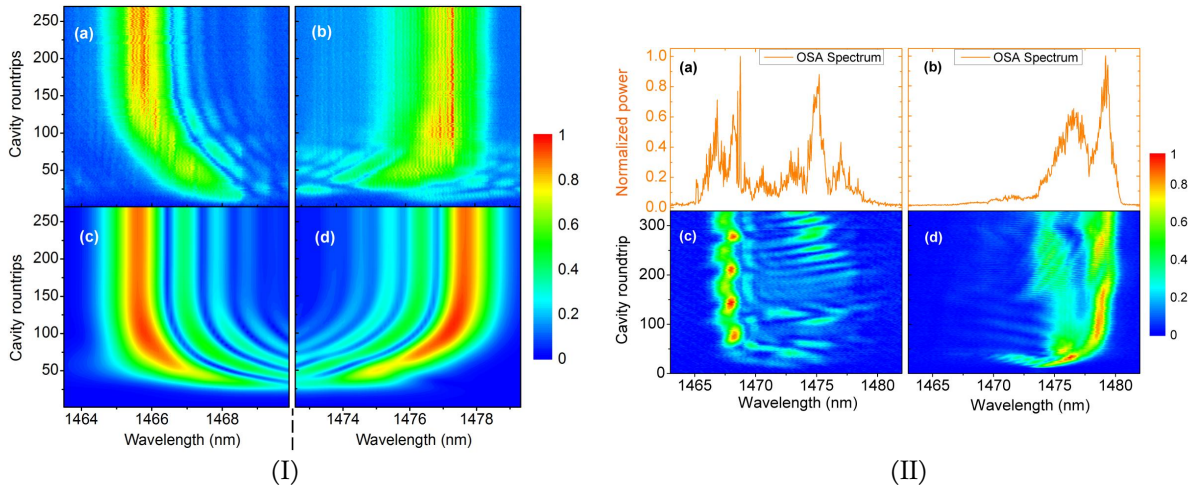 250
200
150
100
50
Cavity rountrips
(a)
(b)
250
200
150
100
50
Cavity rountrips
(c)
(d)
1464
1466
1468
1474
1476
1478
Wavelength (nm)
Wavelength (nm)
1
0.8
0.6
0.4
0.2
0
(I)
Normalized power
1.0
0.8
0.6
0.4
0.2
0.0
(a)
OSA Spectrum
(b)
OSA Spectrum
Cavity roundtrip
300
200
100
0
(c)
(d)
1465
1470
1475
1480
1465
1470
1475
1480
Wavelength (nm)
Wavelength (nm)
1
0.8
0.6
0.4
0.2
0
(II)